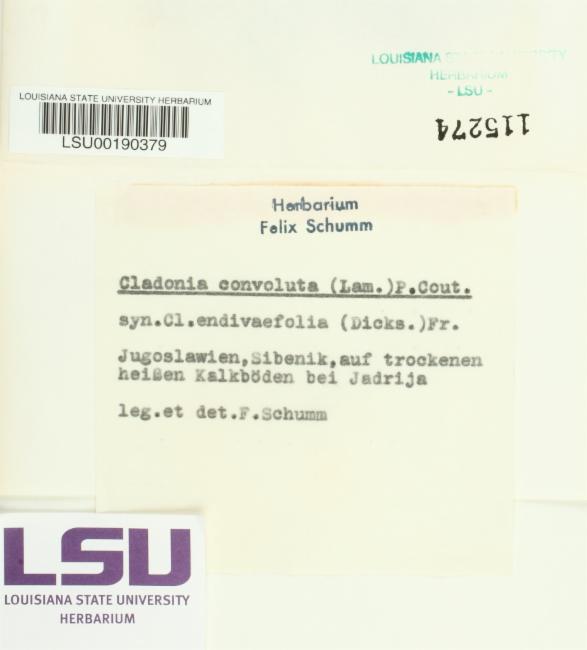 LOUISIANA STATE UNIVERSITY HERBARIUM
LSU00190379
LOUISIANA STATE UNIVERSITY
HERBARIUM
- LSU -
115274
Herbarium
Felix Schumm
Cladonia convoluta (Lam.)P.Cout.
syn.Cl.endivaefolia (Dicks.)Fr.
Jugoslawien,Sibenik,auf trockenen
heißen Kalkböden bei Jadrija
leg.et det.F.Schumm
LSU
LOUISIANA STATE UNIVERSITY
HERBARIUM